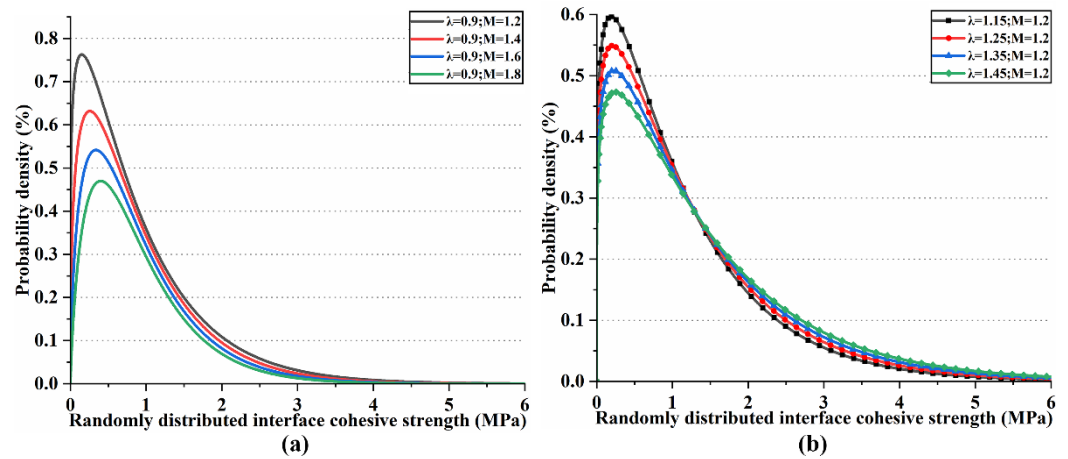 λ=0.9;M=1.2
λ=0.9;M=1.4
λ=0.9;M=1.6
λ=0.9;M=1.8
Probability density (%)
0.8
0.7
0.6
0.5
0.4
0.3
0.2
0.1
0.0
0 1 2 3 4 5 6
Randomly distributed interface cohesive strength (MPa)
(a)
λ=1.15;M=1.2
λ=1.25;M=1.2
λ=1.35;M=1.2
λ=1.45;M=1.2
Probability density (%)
0.6
0.5
0.4
0.3
0.2
0.1
0.0
0 1 2 3 4 5 6
Randomly distributed interface cohesive strength (MPa)
(b)